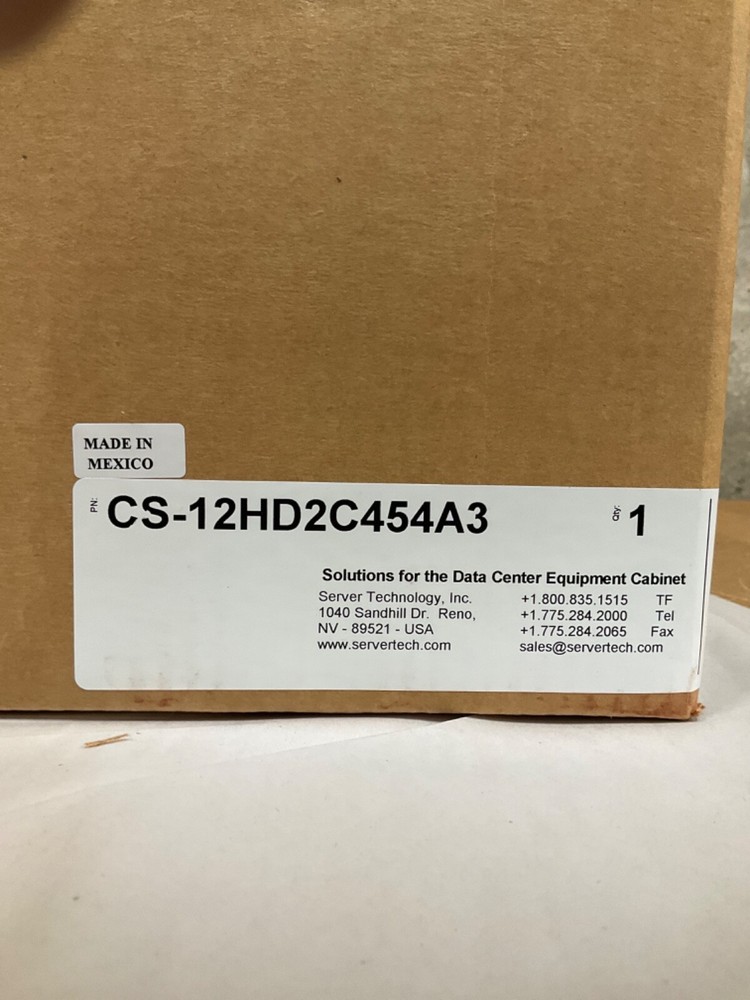 MADE IN
MEXICO
PN: CS-12HD2C454A3 Qty: 1
Solutions for the Data Center Equipment Cabinet
Server Technology, Inc. +1.800.835.1515 TF
1040 Sandhill Dr. Reno, +1.775.284.2000 Tel
NV - 89521 - USA +1.775.284.2065 Fax
www.servertech.com sales@servertech.com